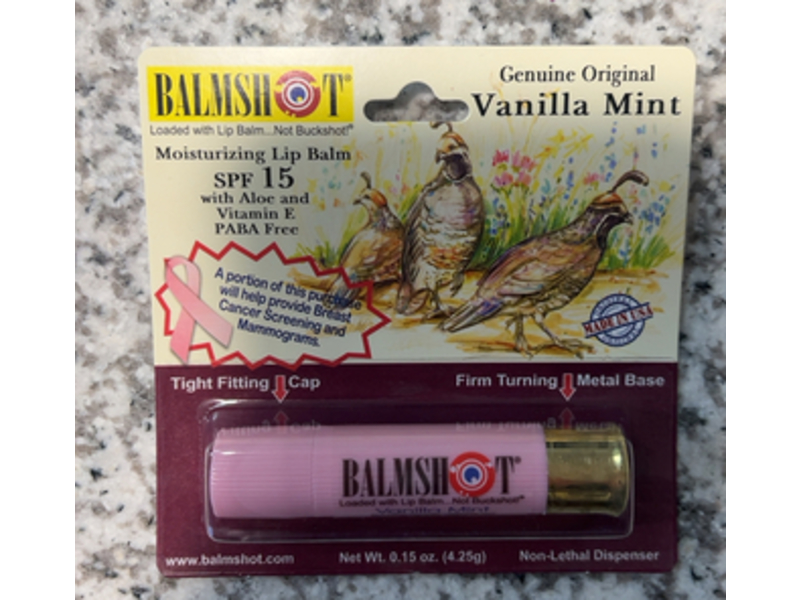 BALMSHOT®
Loaded with Lip Balm...Not Buckshot!®
Moisturizing Lip Balm
SPF 15
with Aloe and
Vitamin E
PABA Free
Genuine Original
Vanilla Mint
A portion of this purchase
will help provide Breast
Cancer Screening and
Mammograms.
MADE IN USA
Tight Fitting Cap
Firm Turning Metal Base
BALMSHOT®
Loaded with Lip Balm...Not Buckshot!™
Vanilla Mint
www.balmshot.com
Net Wt. 0.15 oz. (4.25g)
Non-Lethal Dispenser